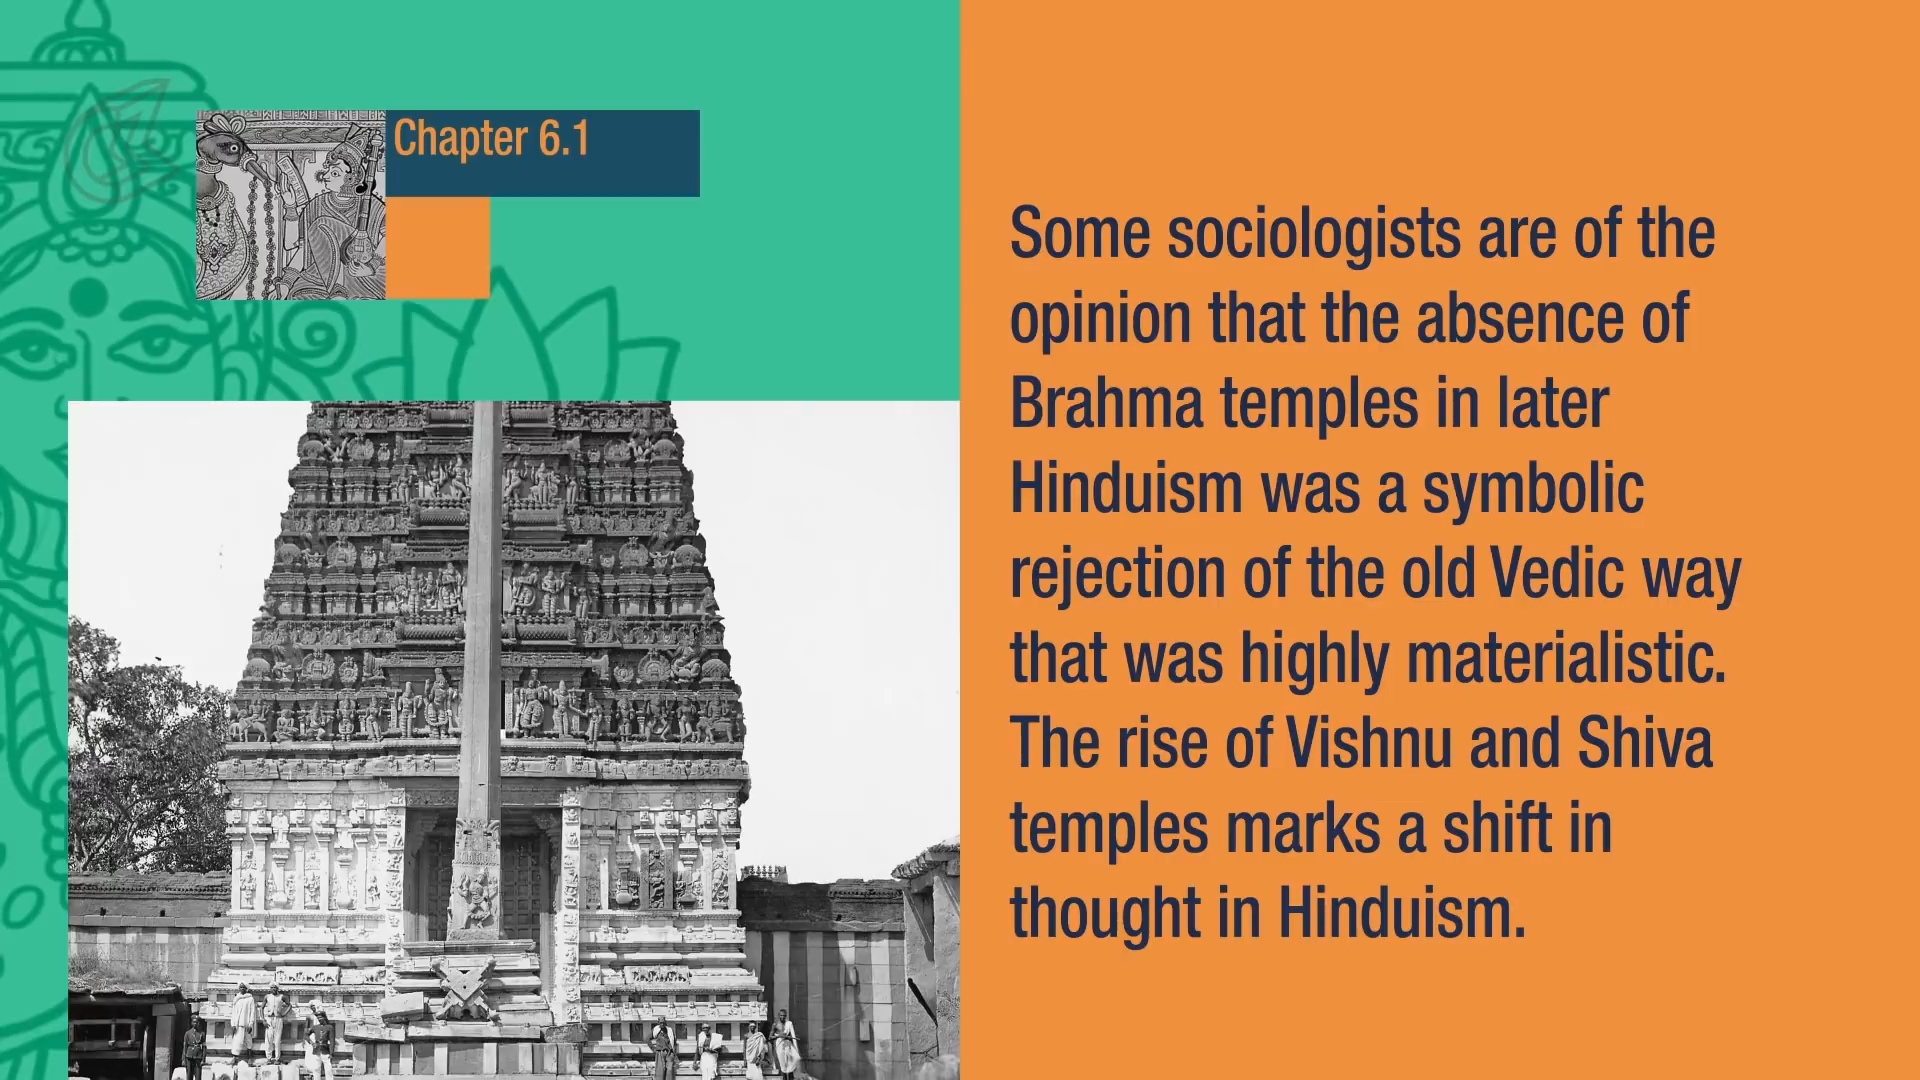 Chapter 6.1
Some sociologists are of the
opinion that the absence of
Brahma temples in later
Hinduism was a symbolic
rejection of the old Vedic way
that was highly materialistic.
The rise of Vishnu and Shiva
temples marks a shift in
thought in Hinduism.